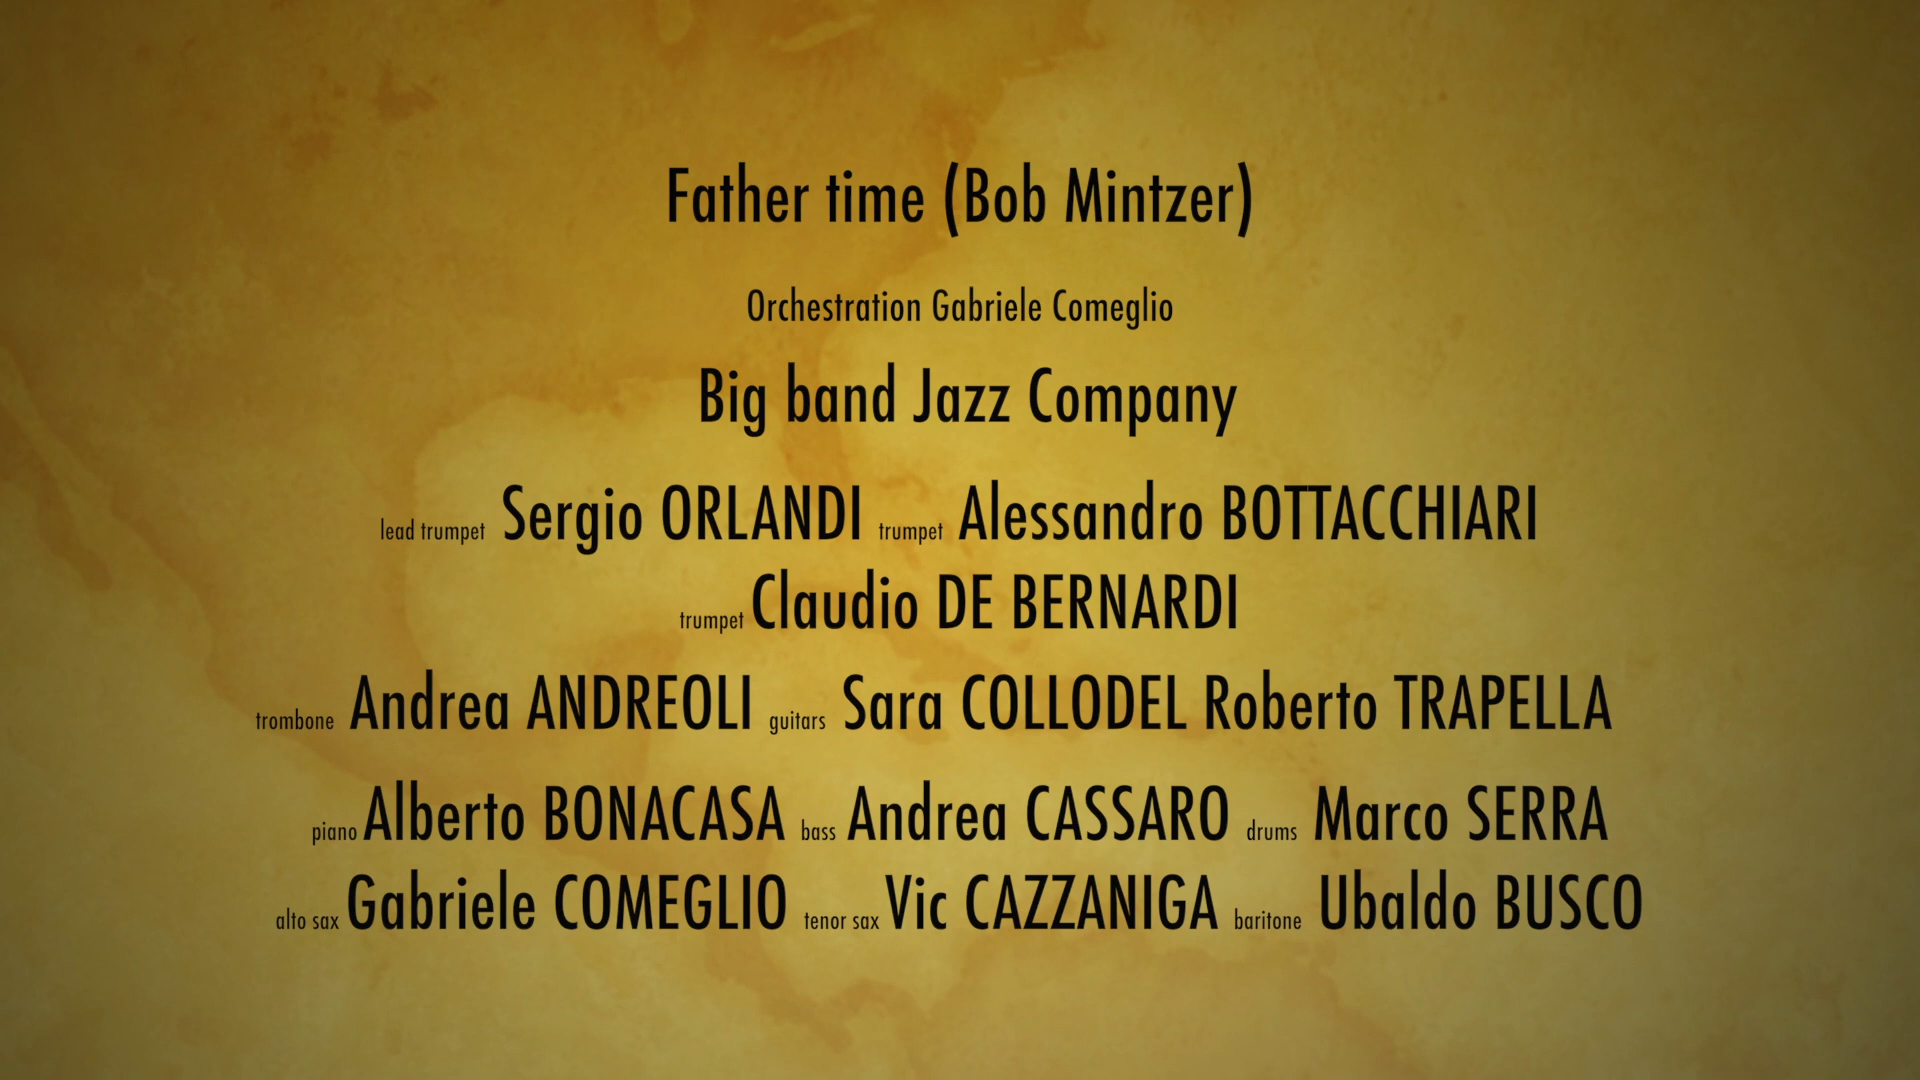 Father time (Bob Mintzer)
Orchestration Gabriele Comeglio
Big band Jazz Company
lead trumpet Sergio ORLANDI trumpet Alessandro BOTTACCHIARI
trumpet Claudio DE BERNARDI
trombone Andrea ANDREOLI guitars Sara COLLODEL Roberto TRAPELLA
piano Alberto BONACASA bass Andrea CASSARO drums Marco SERRA
alto sax Gabriele COMEGLIO tenor sax Vic CAZZANIGA baritone Ubaldo BUSCO